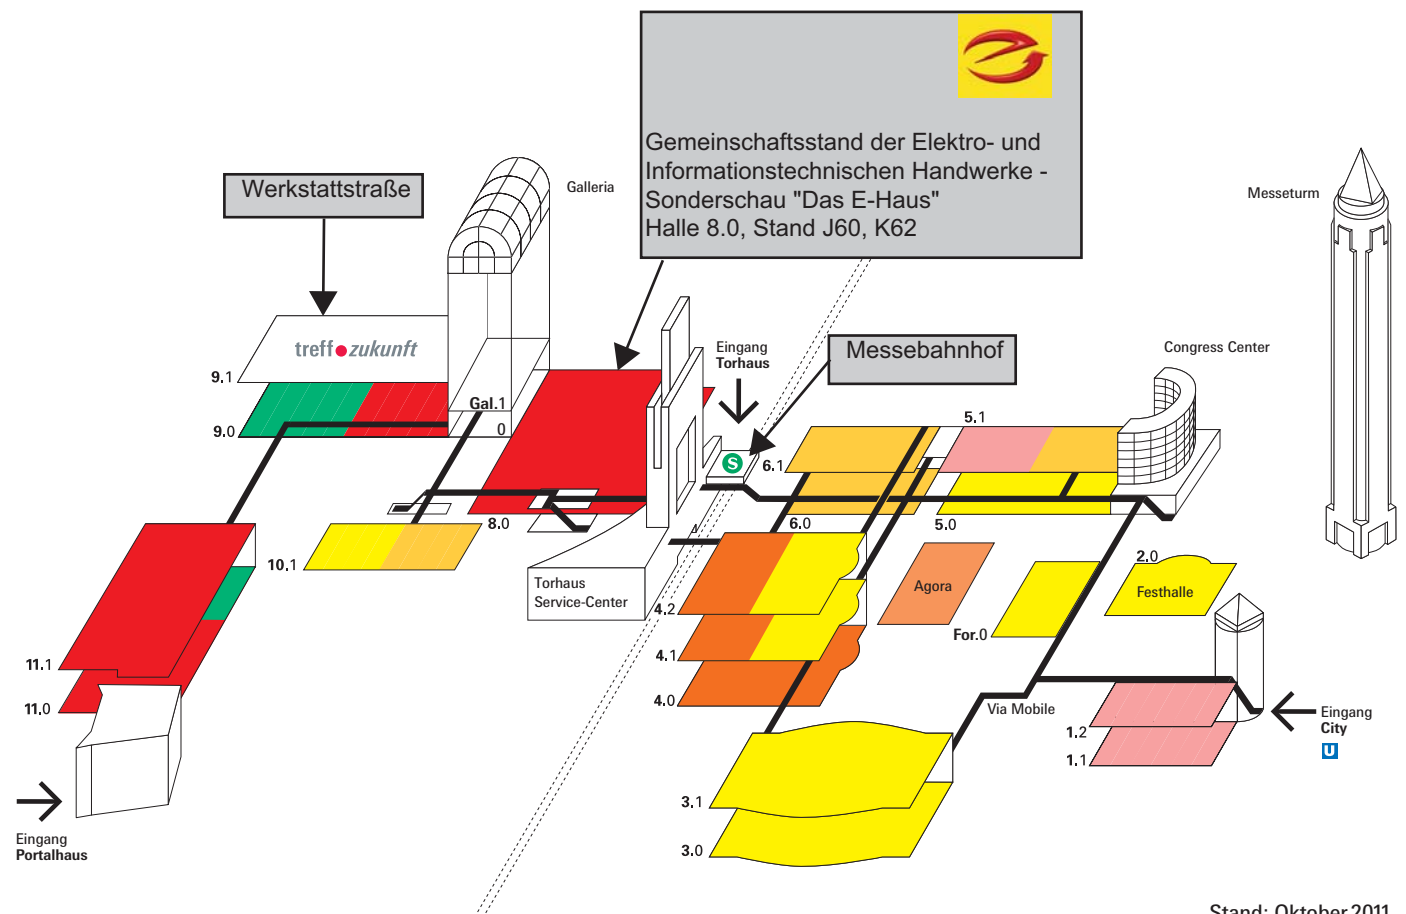 Gemeinschaftsstand der Elektro- und
Informationstechnischen Handwerke -
Sonderschau "Das E-Haus"
Halle 8.0, Stand J60, K62
Werkstattstraße
Galleria
Messeturm
treff zukunft
Eingang
Torhaus
Messebahnhof
Congress Center
9.1
Gal.1
0
9.0
5.1
S
6.1
8.0
6.0
5.0
10.1
2.0
Torhaus
Service-Center
Agora
Festhalle
4.2
For.0
4.1
11.1
4.0
11.0
Via Mobile
1.2
Eingang
City
U
1.1
3.1
3.0
Eingang
Portalhaus
Stand: Oktober 2011